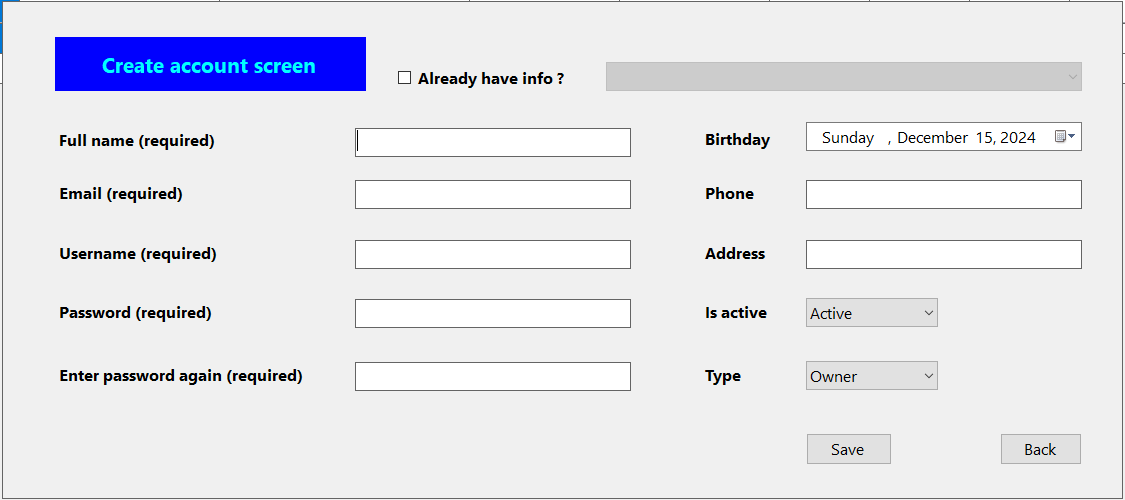 Create account screen
Already have info ?
Full name (required)
Birthday
Sunday , December 15, 2024
Email (required)
Phone
Username (required)
Address
Password (required)
Is active
Active
Enter password again (required)
Type
Owner
Save
Back